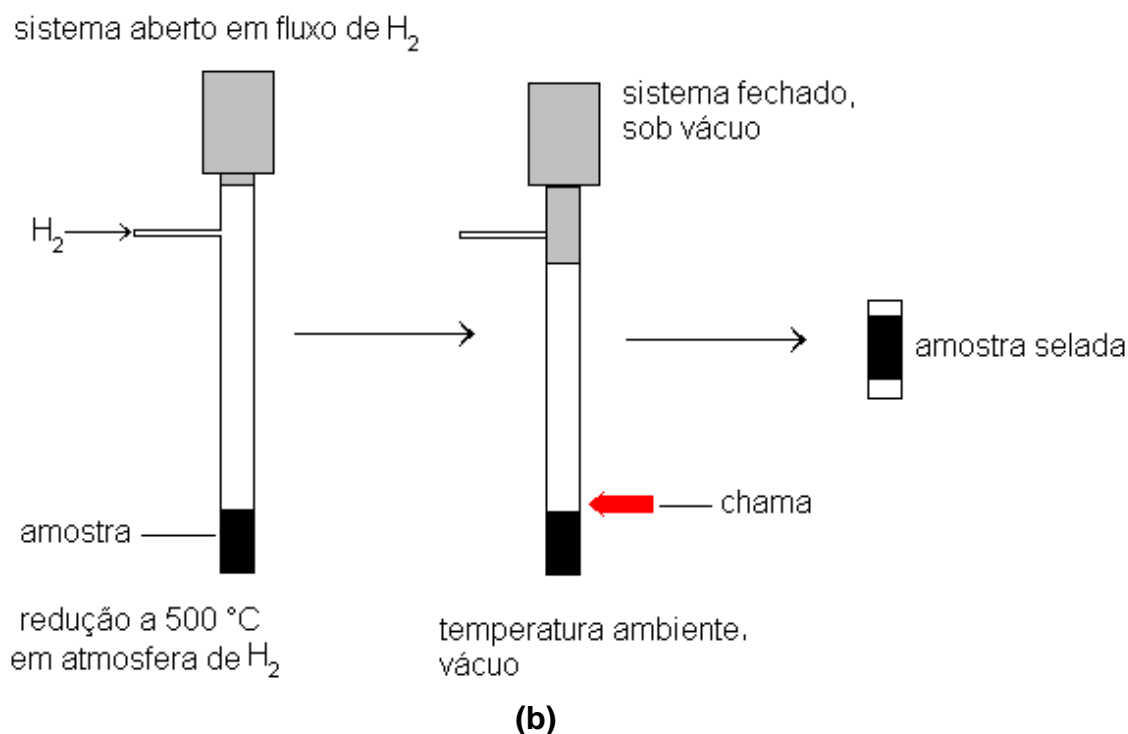 sistema aberto em fluxo de H2
sistema fechado,
sob vácuo
H2
amostra selada
chama
amostra
redução a 500 °C
em atmosfera de H2
temperatura ambiente.
vácuo
(b)